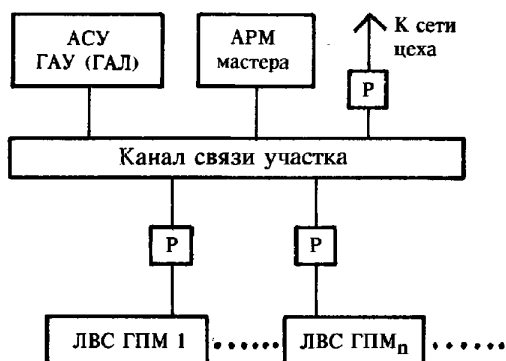 АСУ
ГАУ (ГАЛ)
АРМ
мастера
К сети
цеха
Р
Канал связи участка
Р
Р
ЛВС ГПМ 1
ЛВС ГПМn